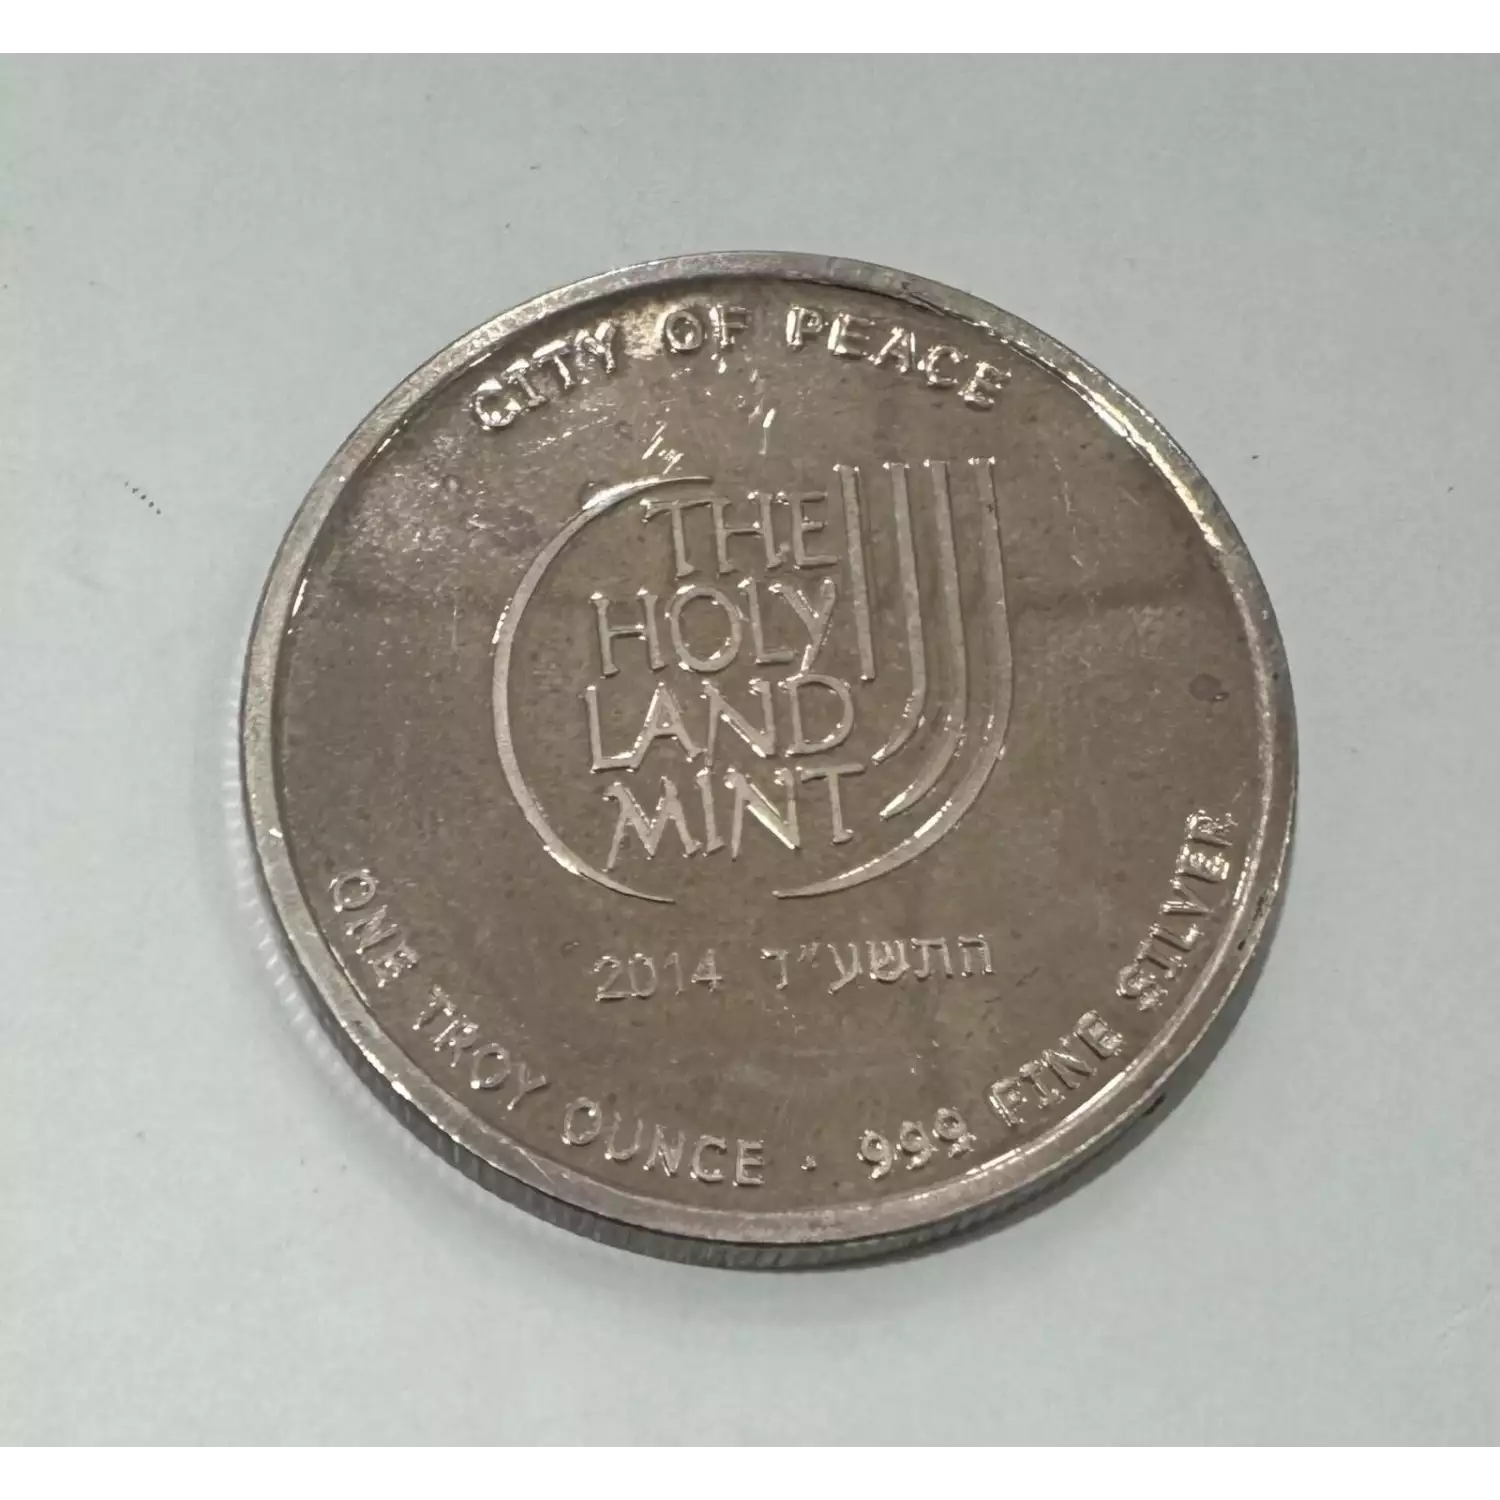 CITY OF PEACE
THE
HOLY
LAND
MINT
2014 התשע"ד
ONE TROY OUNCE · 999 FINE SILVER